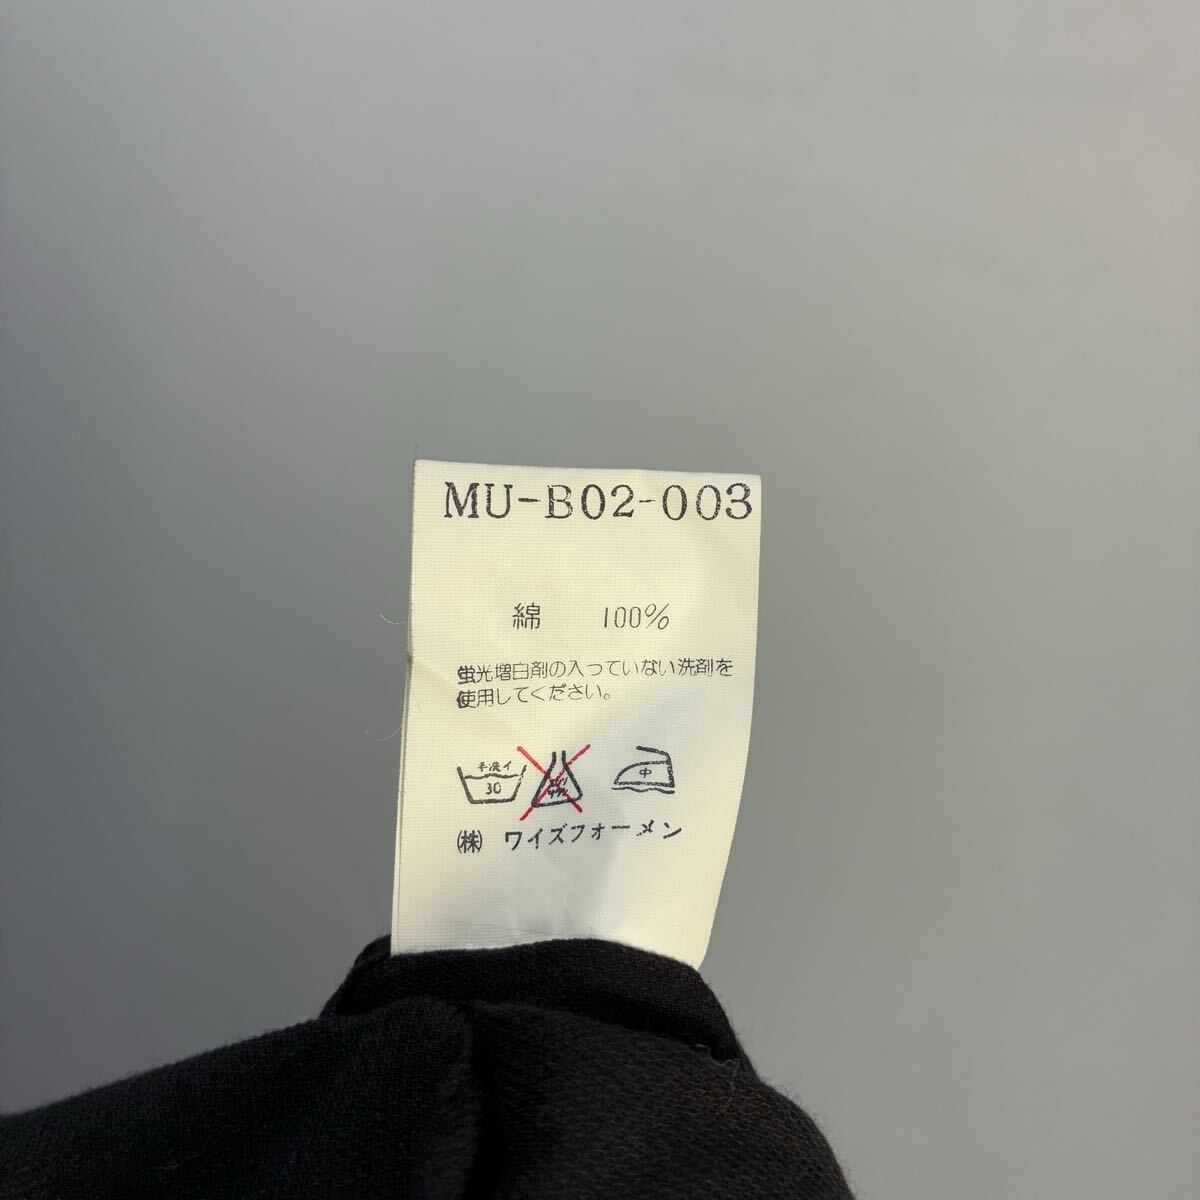 MU-B02-003
綿 100%
蛍光増白剤の入っていない洗剤を
使用してください。
手洗イ
30
中
㈱ ワイズフォーメン